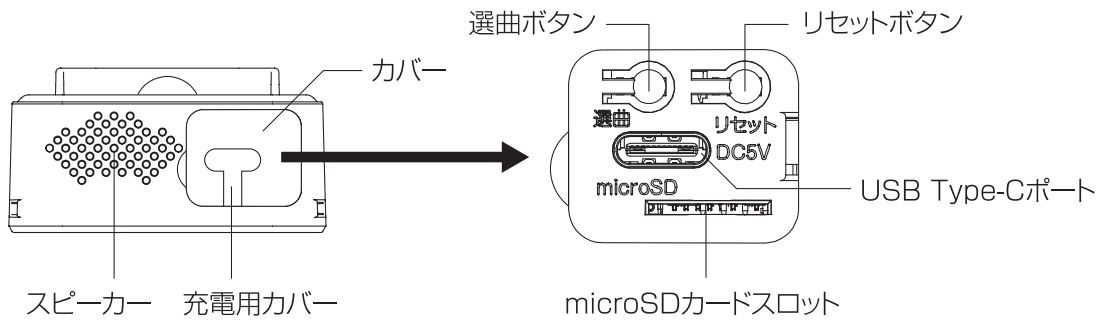 選曲ボタン
リセットボタン
カバー
選曲
リセット
DC5V
microSD
USB Type-Cポート
スピーカー
充電用カバー
microSDカードスロット